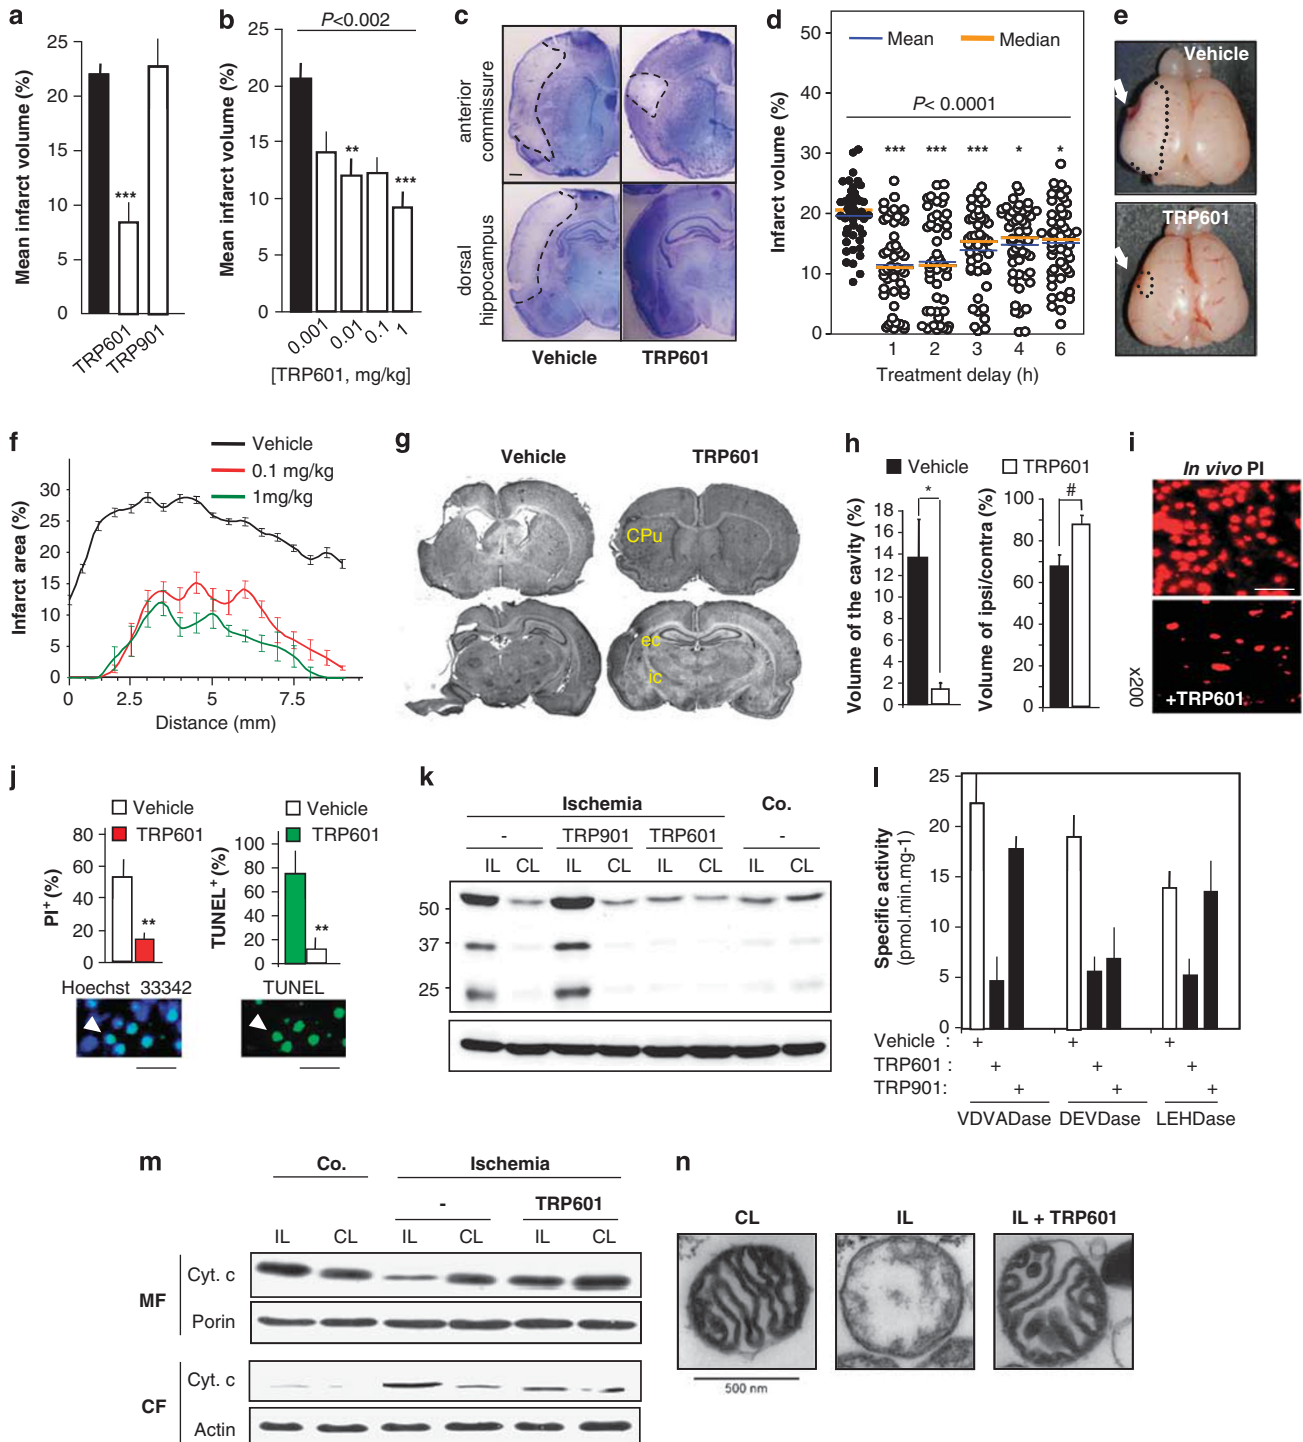 a
Mean infarct volume (%)
25
20
15
10
5
0
***
TRP601
TRP901
b
P<0.002
Mean infarct volume (%)
25
20
15
10
5
0
**
***
0.001
0.01
0.1
1
[TRP601, mg/kg]
c
anterior commissure
dorsal hippocampus
Vehicle
TRP601
d
Infarct volume (%)
50
40
30
20
10
0
Mean
Median
P< 0.0001
***
***
***
*
*
1 2 3 4 6
Treatment delay (h)
e
Vehicle
TRP601
f
Vehicle
0.1 mg/kg
1mg/kg
Infarct area (%)
30
25
20
15
10
5
0
0 2.5 5 7.5
Distance (mm)
g
Vehicle
TRP601
CPu
ec
ic
h
Vehicle
TRP601
Volume of the cavity (%)
18
16
14
12
10
8
6
4
2
0
*
Volume of ipsi/contra (%)
100
80
60
40
20
0
#
i
In vivo PI
+TRP601
x200
j
Vehicle
TRP601
PI+ (%)
80
60
40
20
0
**
Hoechst 33342
Vehicle
TRP601
TUNEL+ (%)
100
80
60
40
20
0
**
TUNEL
k
Ischemia
Co.
- TRP901 TRP601 -
IL CL IL CL IL CL IL CL
50
37
25
l
Specific activity
(pmol.min.mg-1)
25
20
15
10
5
0
Vehicle : + + +
TRP601 : + + +
TRP901: + + +
VDVADase DEVDase LEHDase
m
Co.
Ischemia
- TRP601
IL CL IL CL IL CL
MF
Cyt. c
Porin
CF
Cyt. c
Actin
n
CL
IL
IL + TRP601
500 nm